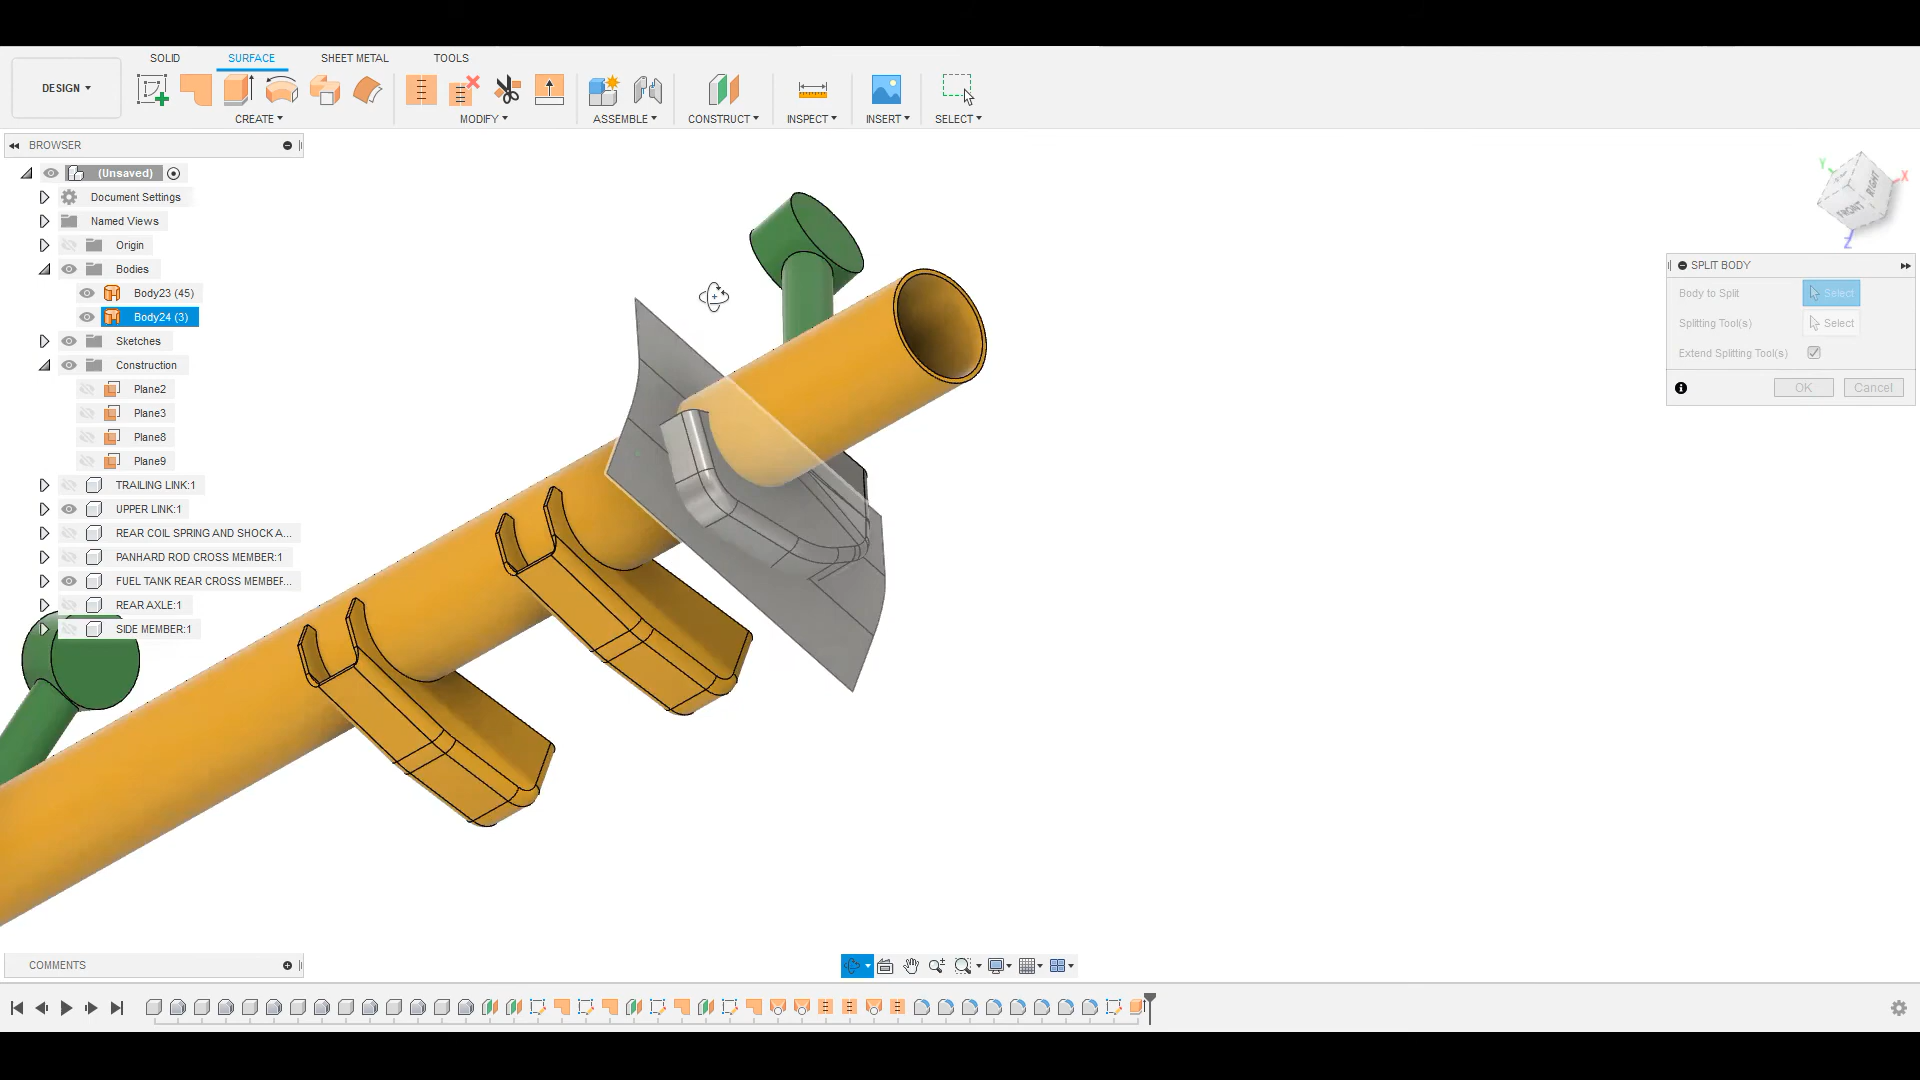 SOLID SURFACE SHEET METAL TOOLS
DESIGN
CREATE MODIFY ASSEMBLE CONSTRUCT INSPECT INSERT SELECT
BROWSER
(Unsaved)
Document Settings
Named Views
Origin
Bodies
Body23 (45)
Body24 (3)
Sketches
Construction
Plane2
Plane3
Plane8
Plane9
TRAILING LINK:1
UPPER LINK:1
REAR COIL SPRING AND SHOCK A...
PANHARD ROD CROSS MEMBER:1
FUEL TANK REAR CROSS MEMBER...
REAR AXLE:1
SIDE MEMBER:1
Y
X
Z
FRONT
RIGHT
SPLIT BODY
Body to Split Select
Splitting Tool(s) Select
Extend Splitting Tool(s)
OK Cancel
COMMENTS